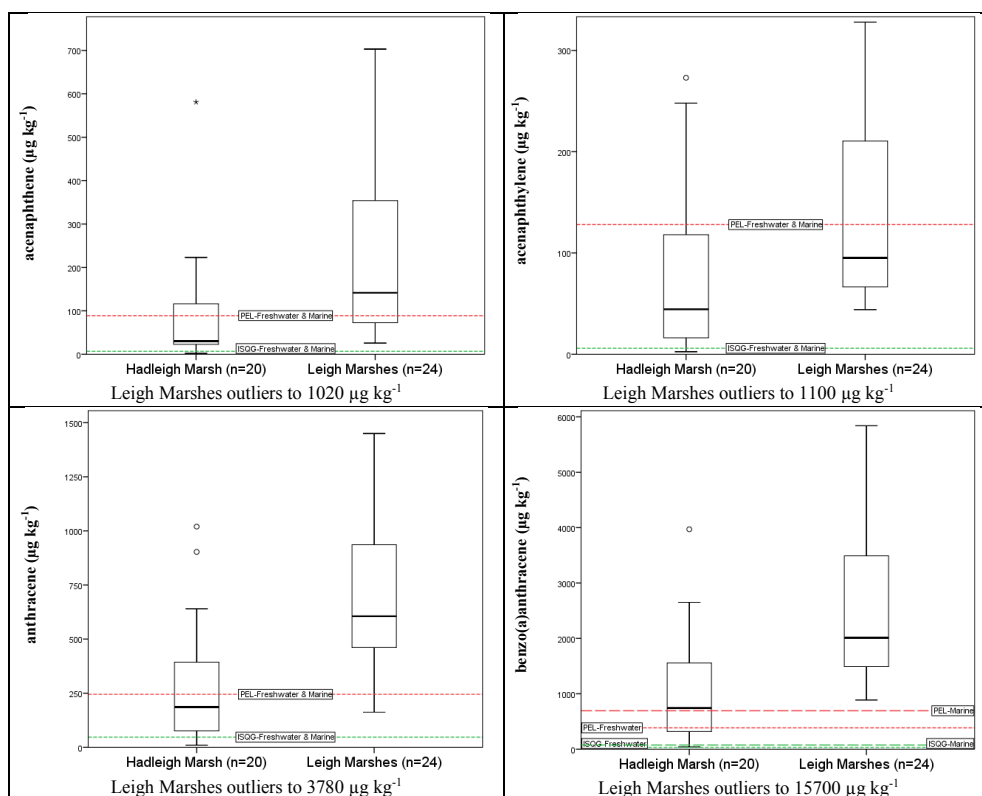 acenaphthene (µg kg⁻¹)
700
600
500
400
300
200
100
0
*
PEL-Freshwater & Marine
ISQG-Freshwater & Marine
Hadleigh Marsh (n=20) Leigh Marshes (n=24)
Leigh Marshes outliers to 1020 µg kg⁻¹
acenaphthylene (µg kg⁻¹)
300
200
100
0
PEL-Freshwater & Marine
ISQG-Freshwater & Marine
Hadleigh Marsh (n=20) Leigh Marshes (n=24)
Leigh Marshes outliers to 1100 µg kg⁻¹
anthracene (µg kg⁻¹)
1500
1250
1000
750
500
250
0
PEL-Freshwater & Marine
ISQG-Freshwater & Marine
Hadleigh Marsh (n=20) Leigh Marshes (n=24)
Leigh Marshes outliers to 3780 µg kg⁻¹
benzo(a)anthracene (µg kg⁻¹)
6000
5000
4000
3000
2000
1000
0
PEL-Marine
PEL-Freshwater
ISQG-Freshwater ISQG-Marine
Hadleigh Marsh (n=20) Leigh Marshes (n=24)
Leigh Marshes outliers to 15700 µg kg⁻¹